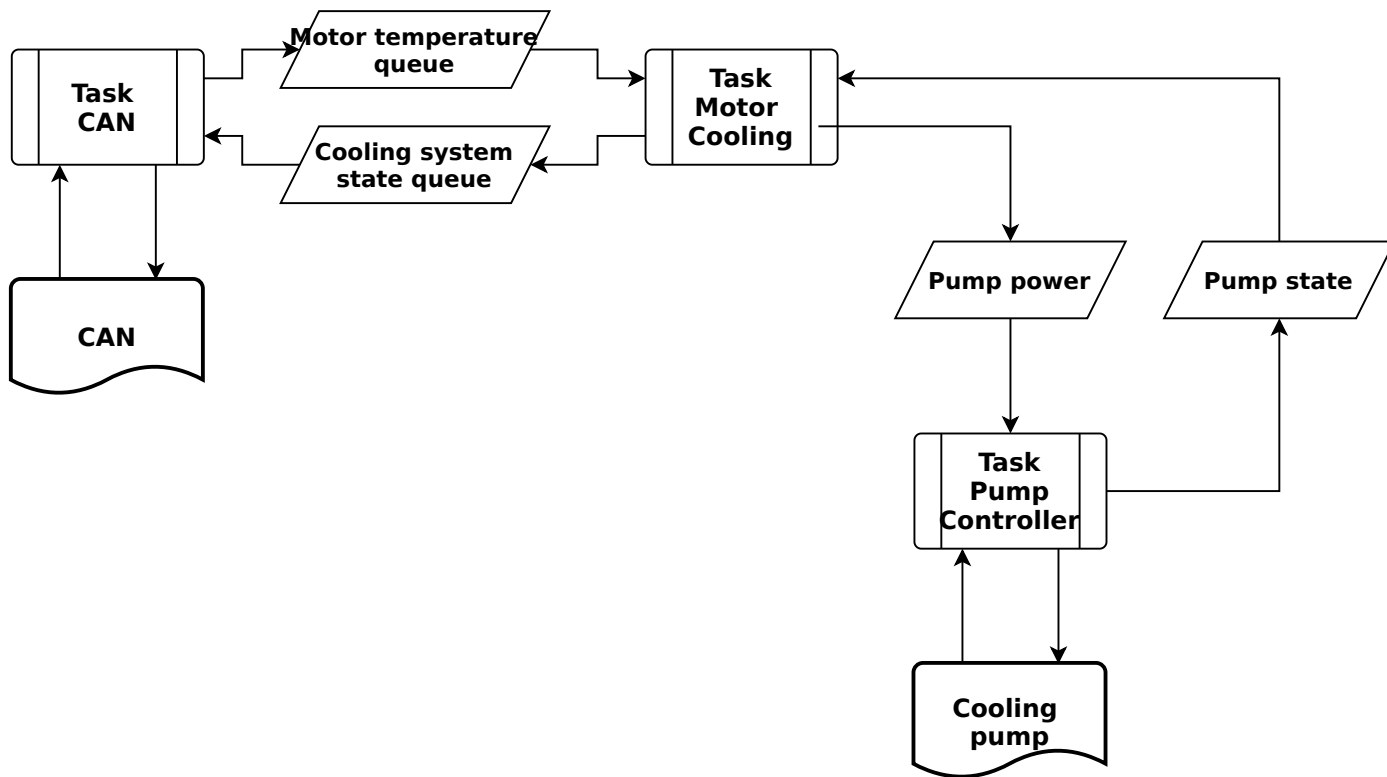 Motor temperature
queue
Task
CAN
Task
Motor
Cooling
Cooling system
state queue
Pump power
Pump state
CAN
Task
Pump
Controller
Cooling
pump